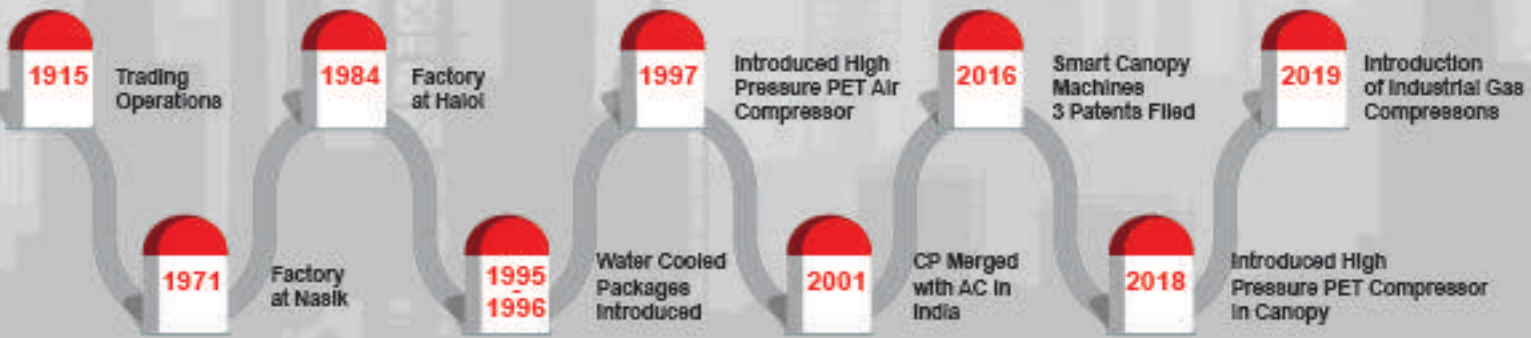 1915
Trading
Operations
1971
Factory
at Nasik
1984
Factory
at Halol
1995
-
1996
Water Cooled
Packages
Introduced
1997
Introduced High
Pressure PET Air
Compressor
2001
CP Merged
with AC in
India
2016
Smart Canopy
Machines
3 Patents Filed
2018
Introduced High
Pressure PET Compressor
in Canopy
2019
Introduction
of Industrial Gas
Compressons